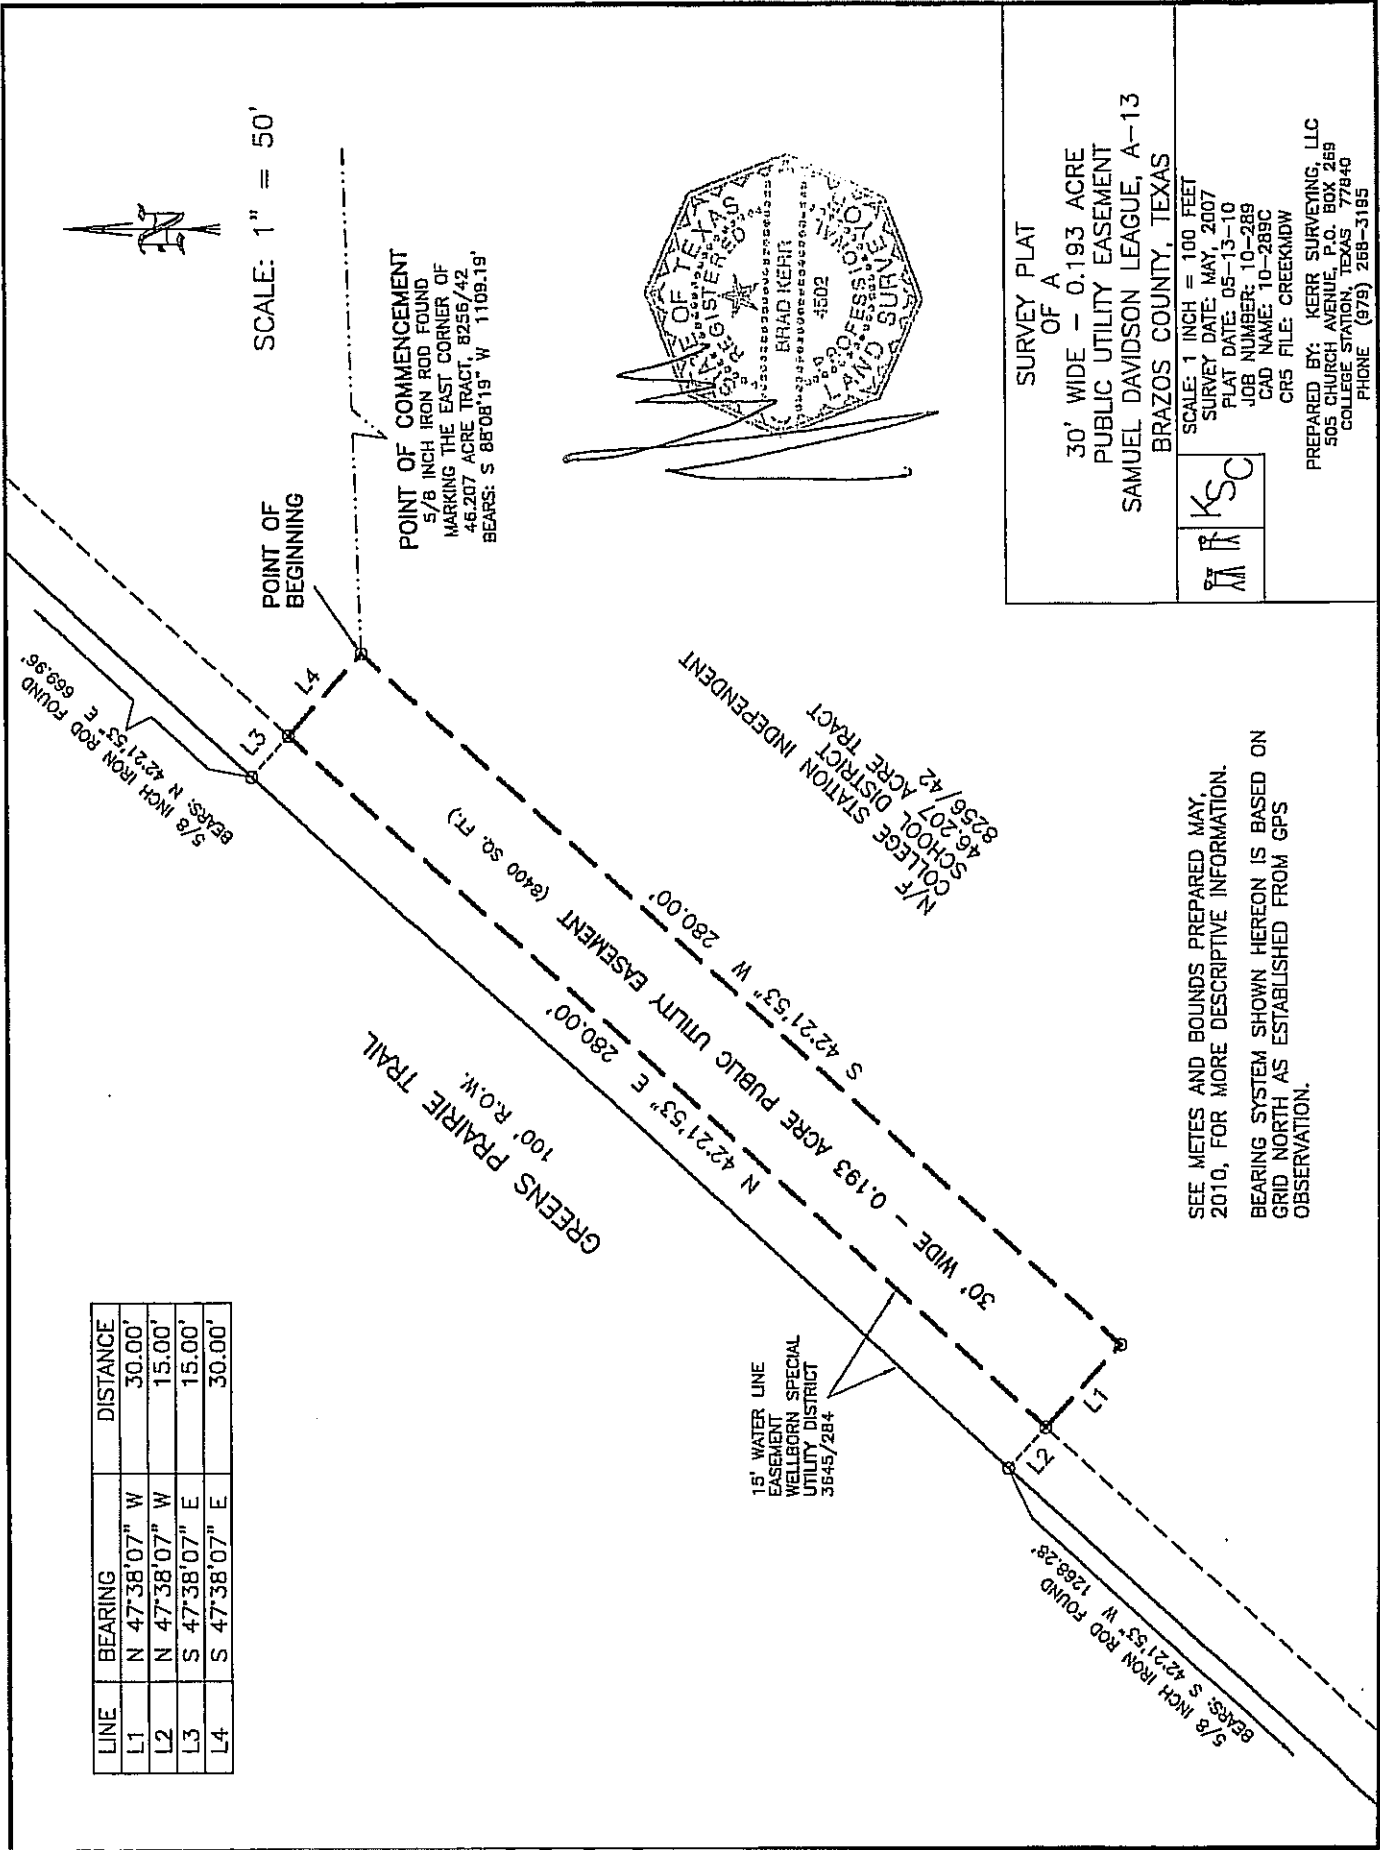 LINE BEARING DISTANCE
L1 N 47°38'07" W 30.00'
L2 N 47°38'07" W 15.00'
L3 S 47°38'07" E 15.00'
L4 S 47°38'07" E 30.00'
N
SCALE: 1" = 50'
5/8 INCH IRON ROD FOUND
BEARS: N 42°21'53" E 669.96'
POINT OF
BEGINNING
L3
L4
POINT OF COMMENCEMENT
5/8 INCH IRON ROD FOUND
MARKING THE EAST CORNER OF
46.207 ACRE TRACT, 8256/42
BEARS: S 88°08'19" W 1109.19'
GREENS PRAIRIE TRAIL
100' R.O.W.
N 42°21'53" E 280.00'
30' WIDE - 0.193 ACRE PUBLIC UTILITY EASEMENT (8400 SQ. FT.)
S 42°21'53" W 280.00'
15' WATER LINE
EASEMENT
WELLBORN SPECIAL
UTILITY DISTRICT
3645/284
L2
L1
5/8 INCH IRON ROD FOUND
BEARS: S 42°21'53" W 1268.28'
N/F
COLLEGE STATION INDEPENDENT
SCHOOL DISTRICT
46.207 ACRE TRACT
8256/42
STATE OF TEXAS
REGISTERED
BRAD KERR
4502
PROFESSIONAL
LAND SURVEYOR
SEE METES AND BOUNDS PREPARED MAY,
2010, FOR MORE DESCRIPTIVE INFORMATION.
BEARING SYSTEM SHOWN HEREON IS BASED ON
GRID NORTH AS ESTABLISHED FROM GPS
OBSERVATION.
SURVEY PLAT
OF A
30' WIDE - 0.193 ACRE
PUBLIC UTILITY EASEMENT
SAMUEL DAVIDSON LEAGUE, A-13
BRAZOS COUNTY, TEXAS
KSC
SCALE: 1 INCH = 100 FEET
SURVEY DATE: MAY, 2007
PLAT DATE: 05-13-10
JOB NUMBER: 10-289
CAD NAME: 10-289C
CR5 FILE: CREEKMDW
PREPARED BY: KERR SURVEYING, LLC
505 CHURCH AVENUE, P.O. BOX 269
COLLEGE STATION, TEXAS 77840
PHONE (979) 268-3195